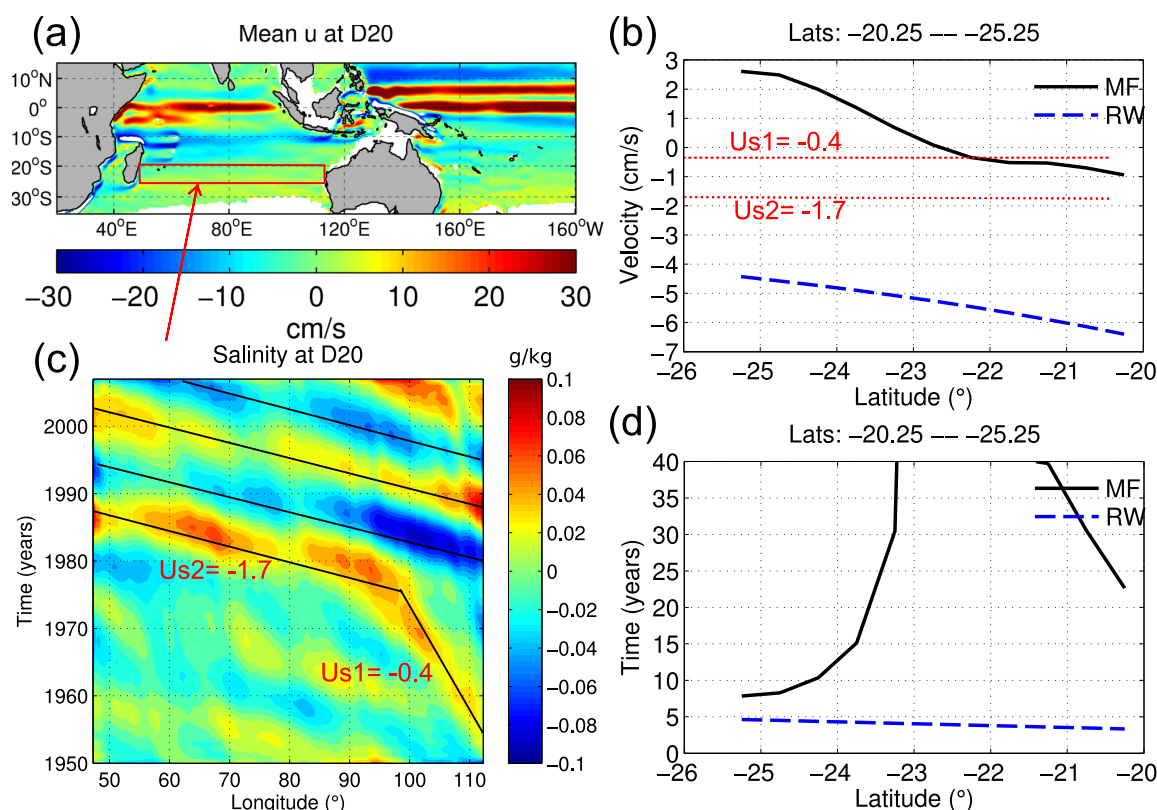 (a)
Mean u at D20
10°N
0°
10°S
20°S
30°S
40°E 80°E 120°E 160°E 160°W
−30 −20 −10 0 10 20 30
cm/s
(b)
Lats: −20.25 −− −25.25
MF
RW
Us1= -0.4
Us2= -1.7
Velocity (cm/s)
3
2
1
0
−1
−2
−3
−4
−5
−6
−7
−26 −25 −24 −23 −22 −21 −20
Latitude (°)
(c)
Salinity at D20
g/kg
Time (years)
2000
1990
1980
1970
1960
1950
Us2= -1.7
Us1= -0.4
50 60 70 80 90 100 110
Longitude (°)
0.1
0.08
0.06
0.04
0.02
0
−0.02
−0.04
−0.06
−0.08
−0.1
(d)
Lats: −20.25 −− −25.25
MF
RW
Time (years)
40
35
30
25
20
15
10
5
0
−26 −25 −24 −23 −22 −21 −20
Latitude (°)